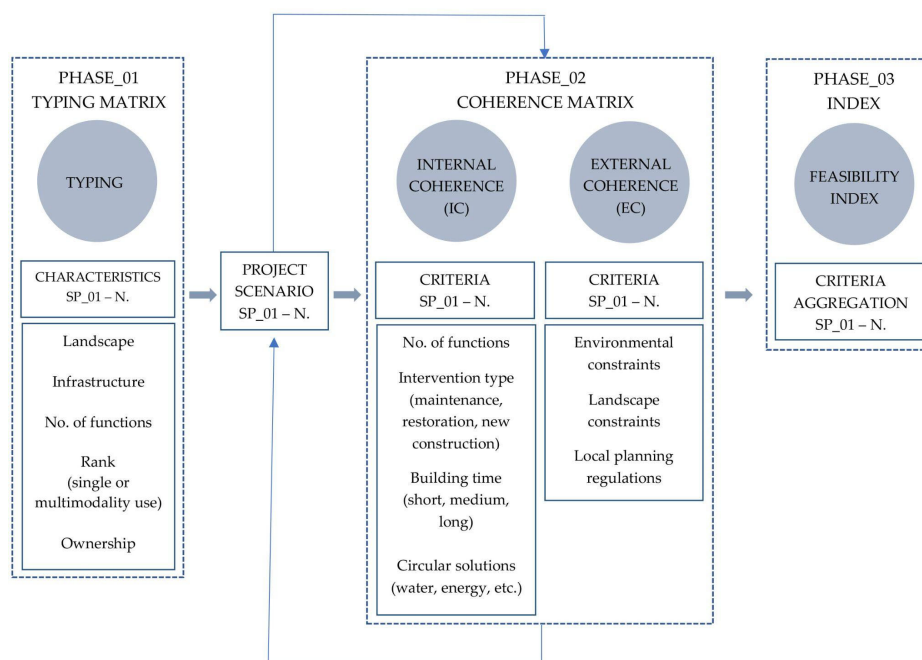 PHASE_01
TYPING MATRIX
TYPING
CHARACTERISTICS
SP_01 – N.
Landscape
Infrastructure
No. of functions
Rank
(single or
multimodality use)
Ownership
PROJECT
SCENARIO
SP_01 – N.
PHASE_02
COHERENCE MATRIX
INTERNAL
COHERENCE
(IC)
CRITERIA
SP_01 – N.
No. of functions
Intervention type
(maintenance,
restoration, new
construction)
Building time
(short, medium,
long)
Circular solutions
(water, energy, etc.)
EXTERNAL
COHERENCE
(EC)
CRITERIA
SP_01 – N.
Environmental
constraints
Landscape
constraints
Local planning
regulations
PHASE_03
INDEX
FEASIBILITY
INDEX
CRITERIA
AGGREGATION
SP_01 – N.